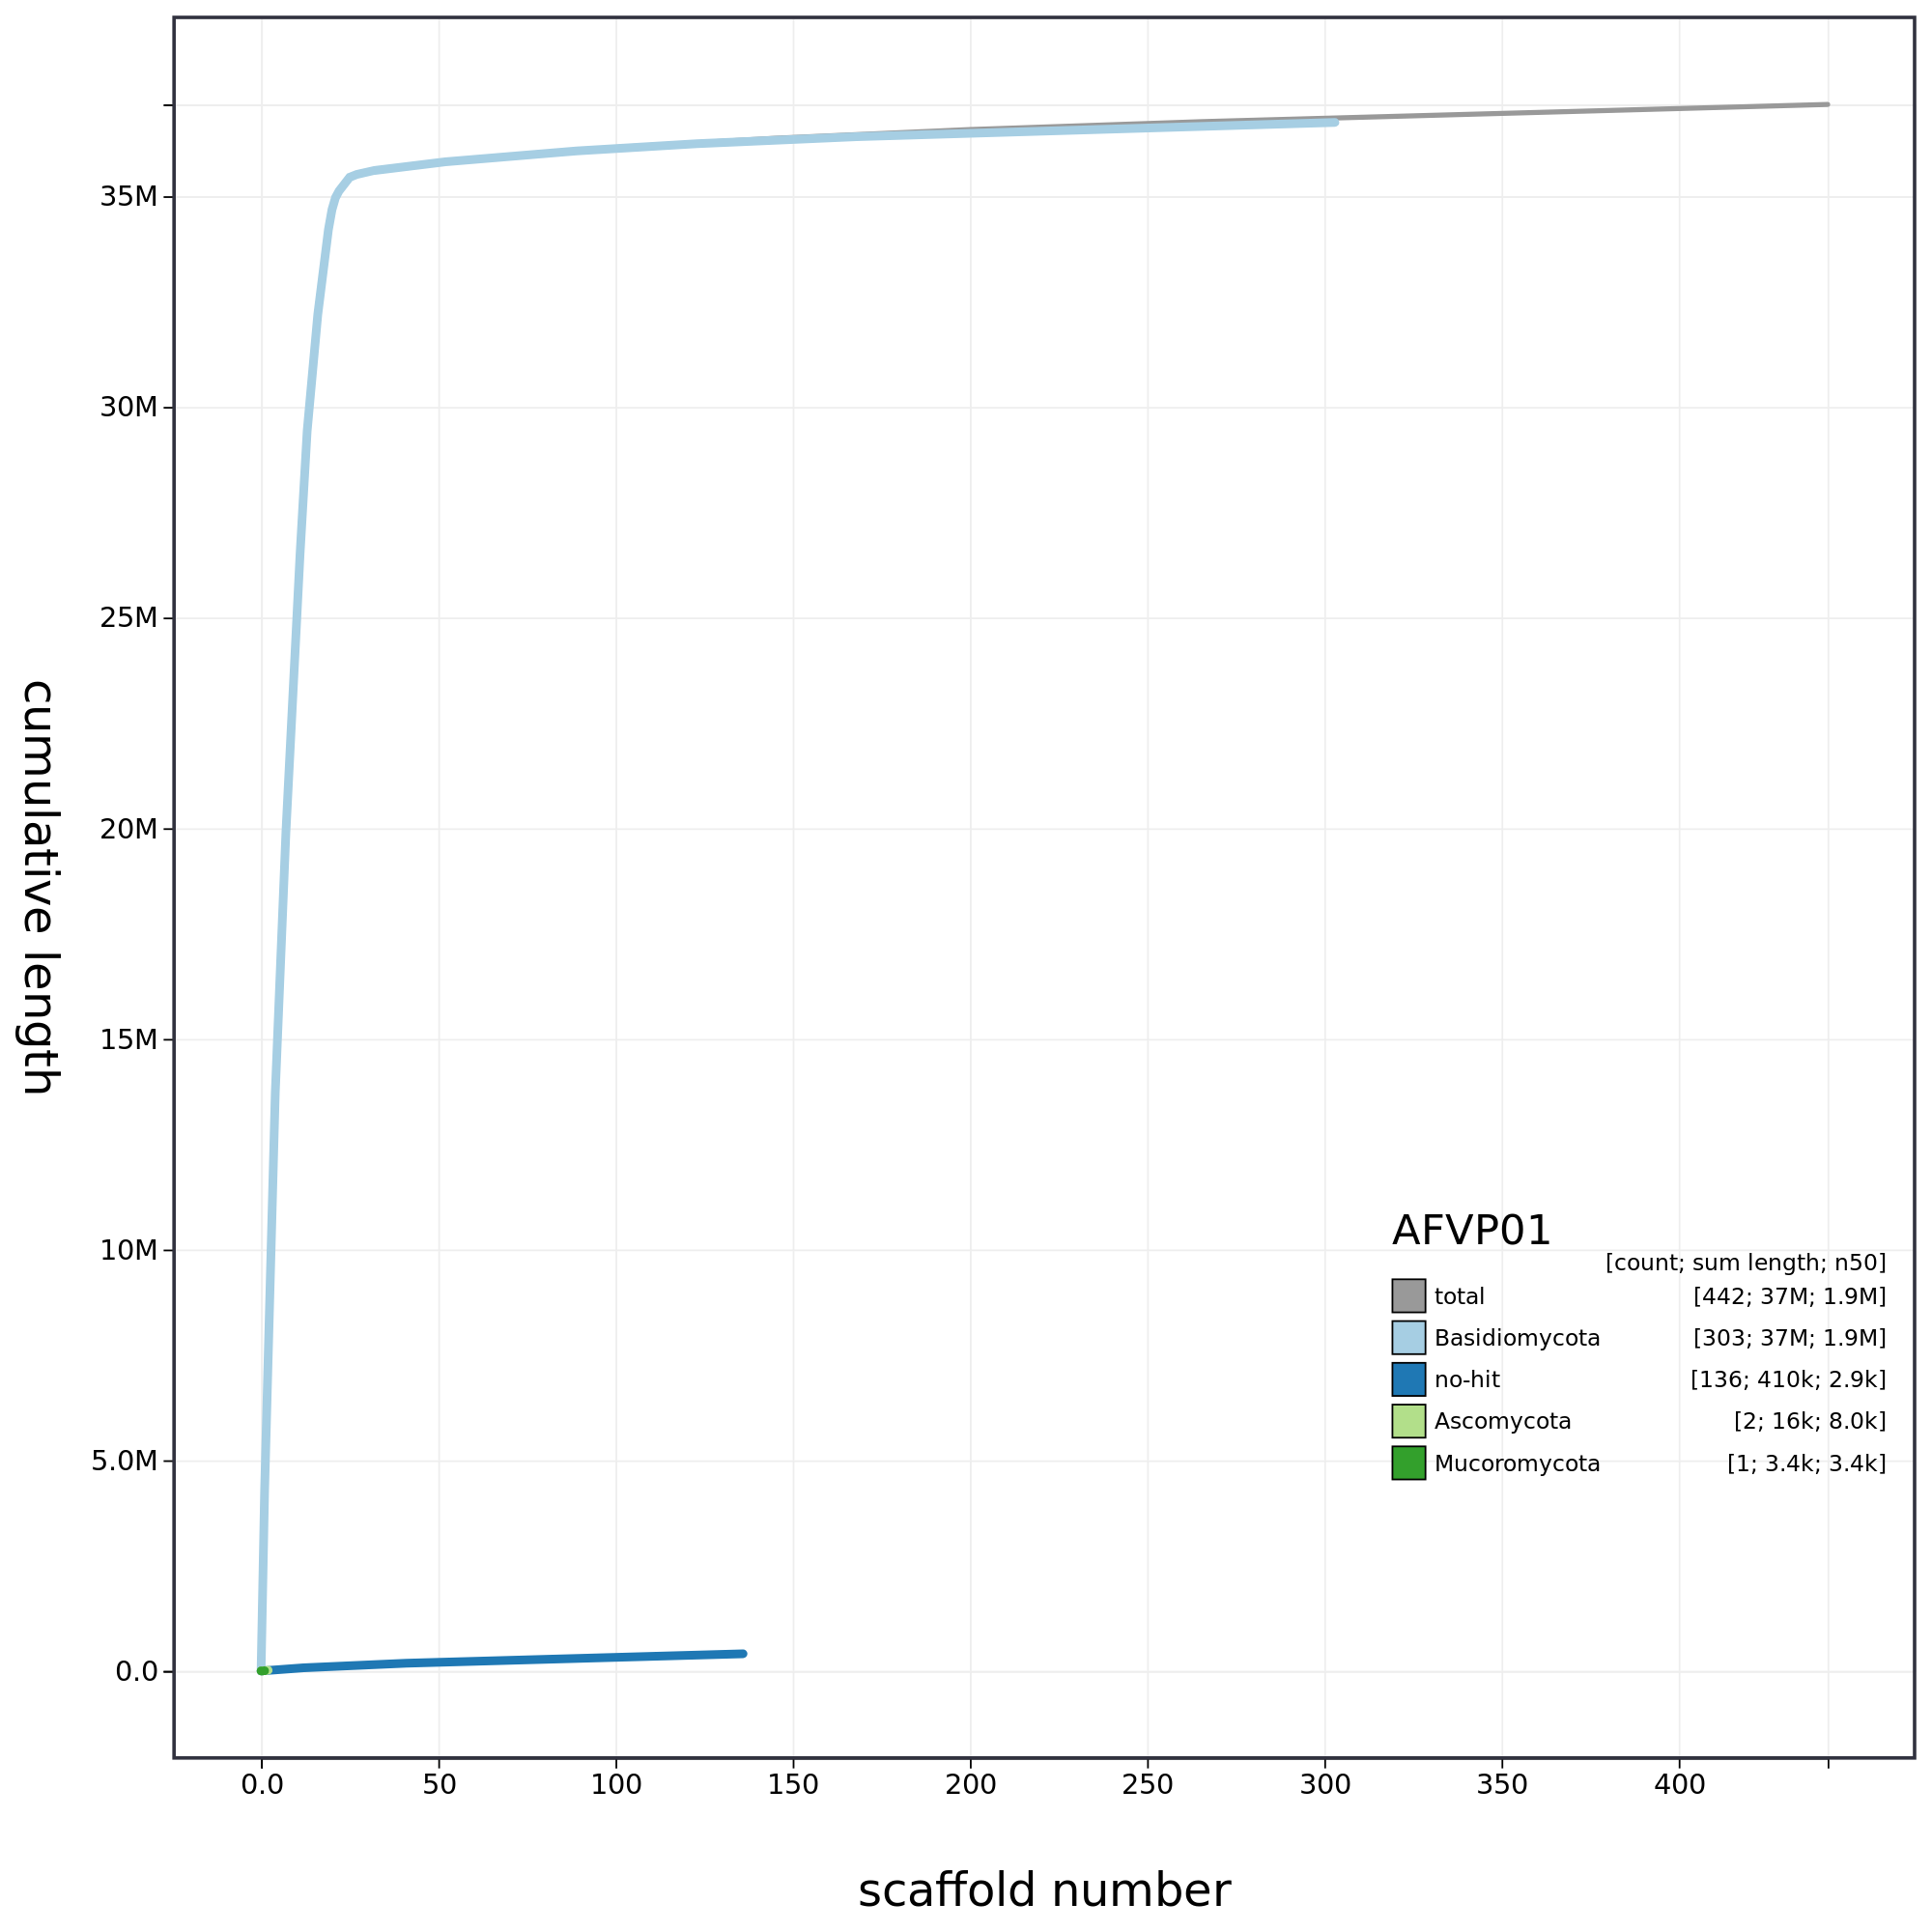 cumulative length
35M
30M
25M
20M
15M
10M
5.0M
0.0
AFVP01
[count; sum length; n50]
total [442; 37M; 1.9M]
Basidiomycota [303; 37M; 1.9M]
no-hit [136; 410k; 2.9k]
Ascomycota [2; 16k; 8.0k]
Mucoromycota [1; 3.4k; 3.4k]
0.0 50 100 150 200 250 300 350 400
scaffold number